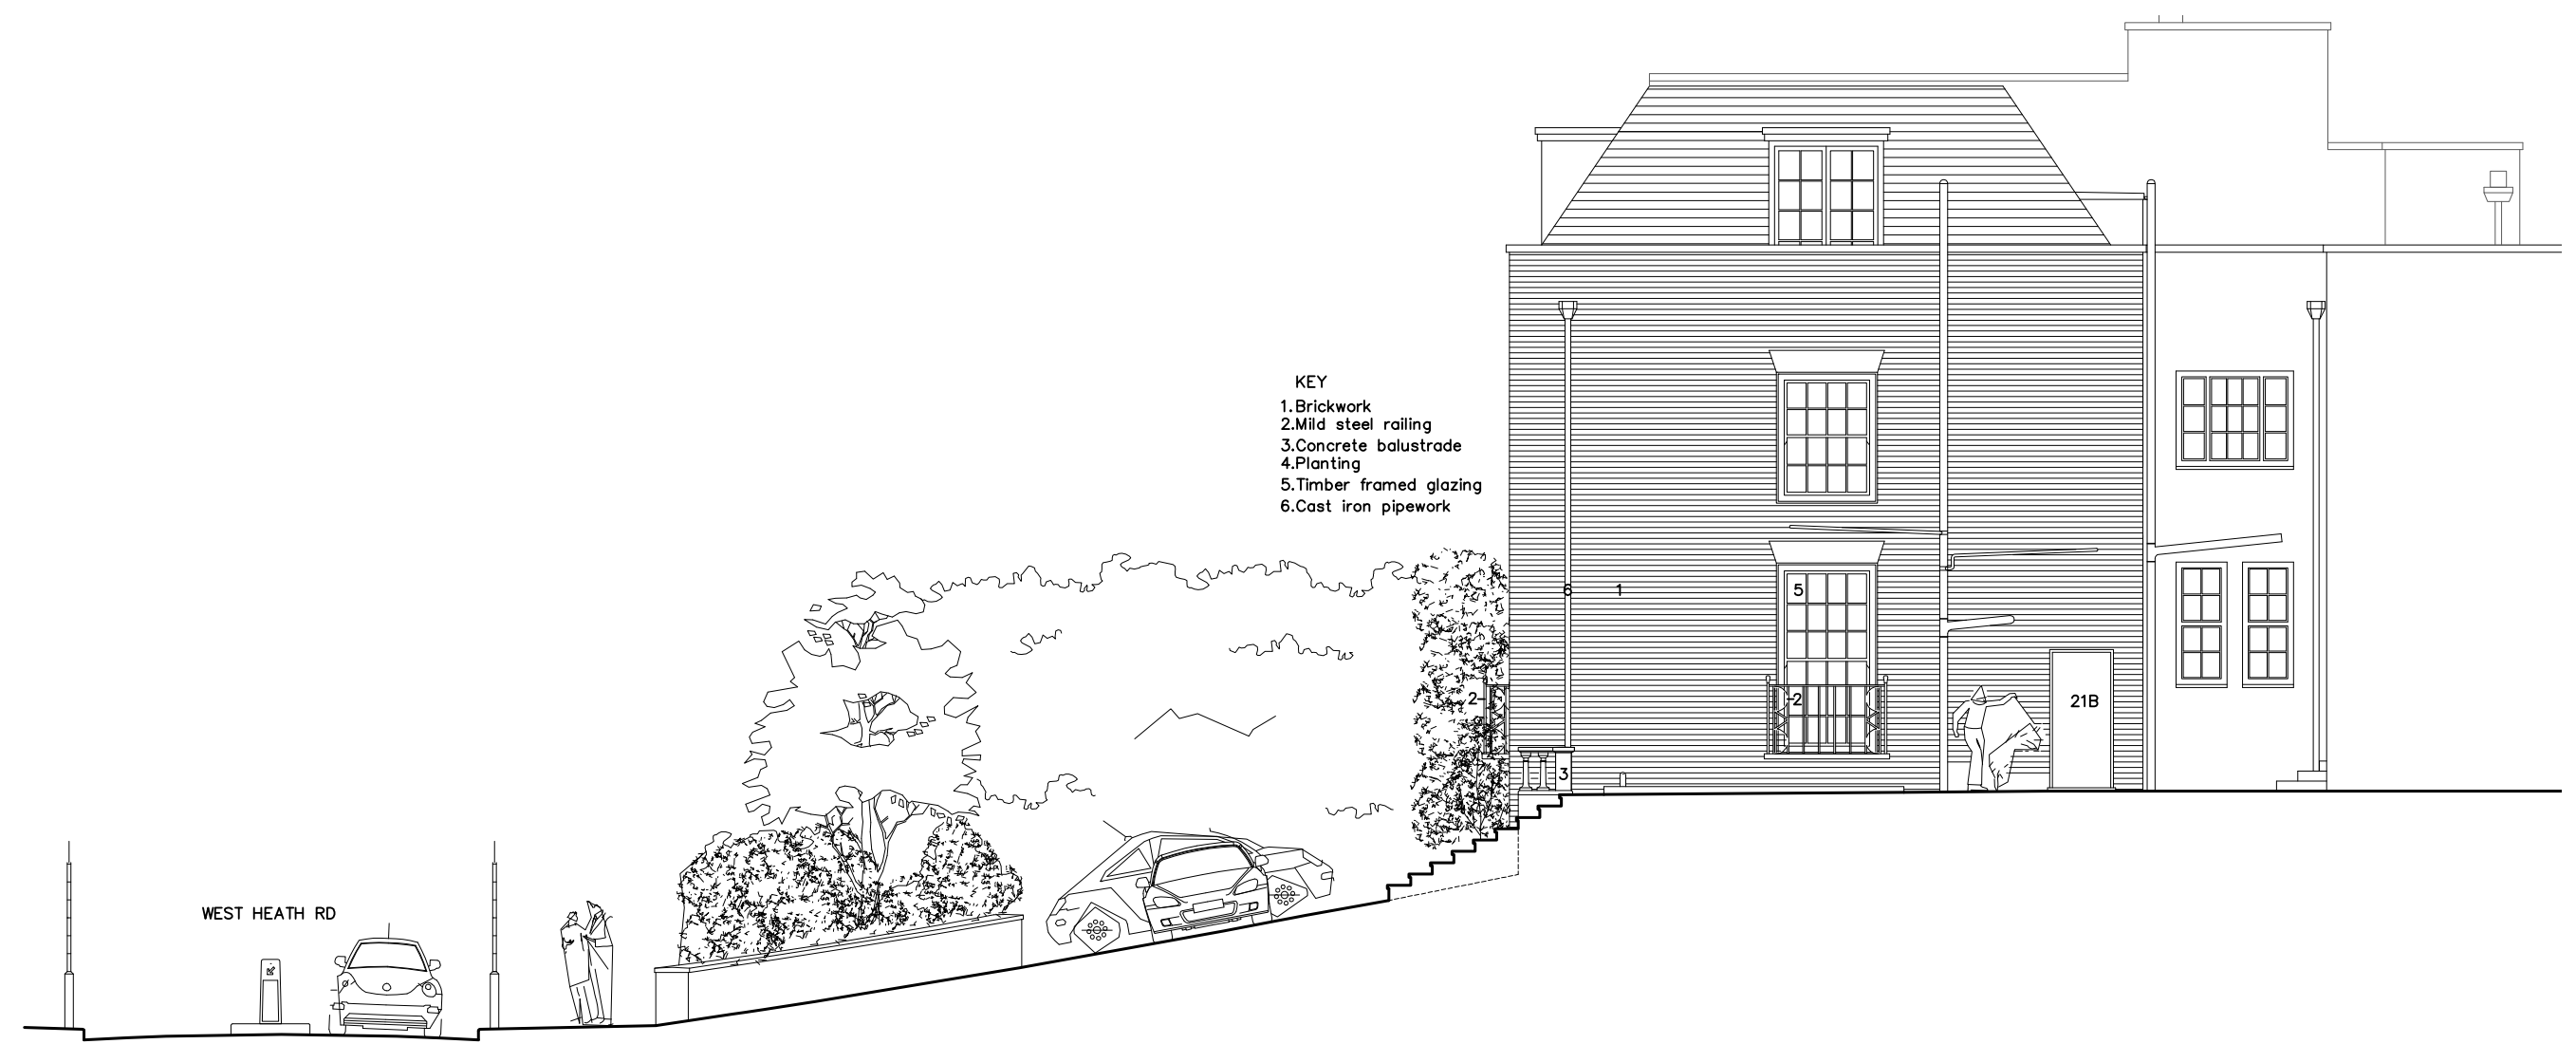 KEY
1.Brickwork
2.Mild steel railing
3.Concrete balustrade
4.Planting
5.Timber framed glazing
6.Cast iron pipework
6 1 5
2 2 21B
3
WEST HEATH RD